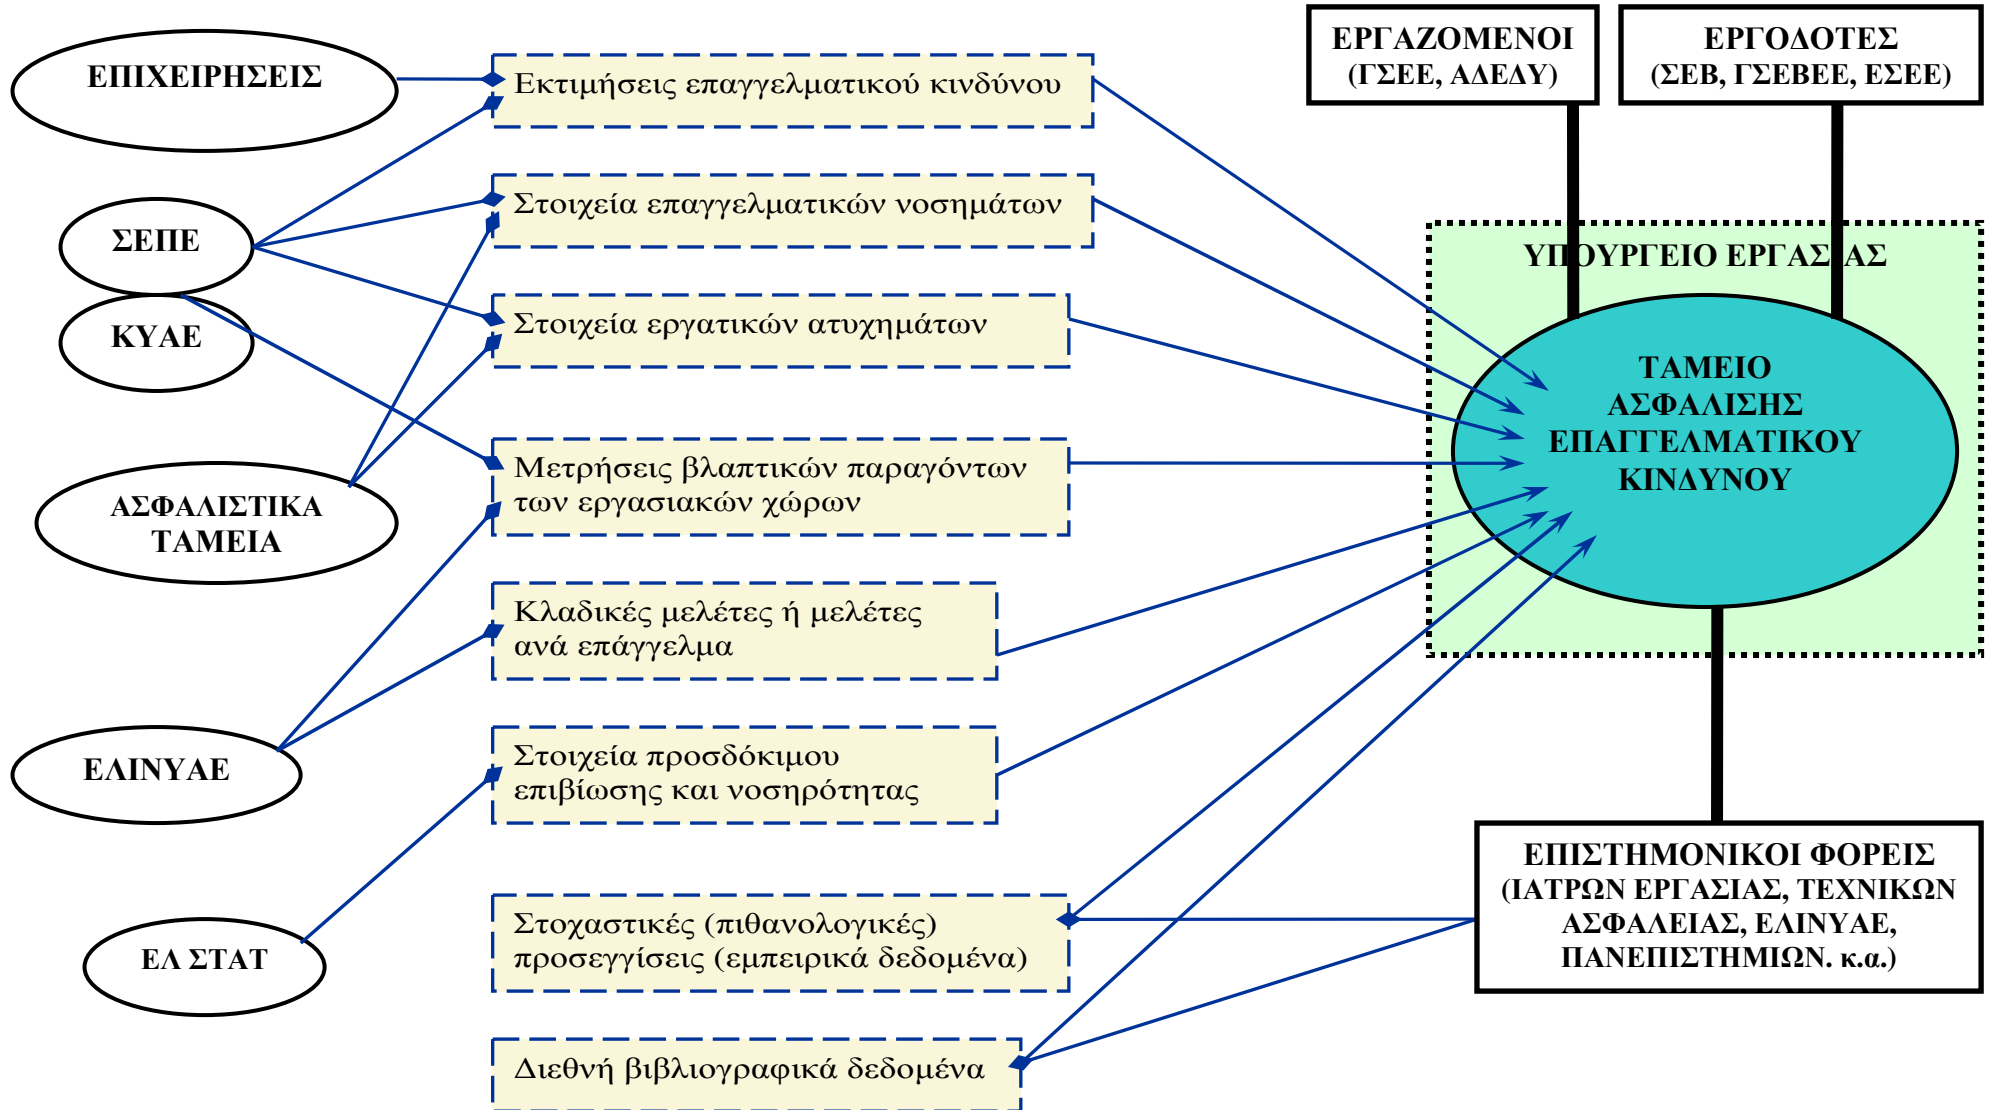 ΕΠΙΧΕΙΡΗΣΕΙΣ
ΣΕΠΕ
ΚΥΑΕ
ΑΣΦΑΛΙΣΤΙΚΑ
ΤΑΜΕΙΑ
ΕΛΙΝΥΑΕ
ΕΛ ΣΤΑΤ
Εκτιμήσεις επαγγελματικού κινδύνου
Στοιχεία επαγγελματικών νοσημάτων
Στοιχεία εργατικών ατυχημάτων
Μετρήσεις βλαπτικών παραγόντων
των εργασιακών χώρων
Κλαδικές μελέτες ή μελέτες
ανά επάγγελμα
Στοιχεία προσδόκιμου
επιβίωσης και νοσηρότητας
Στοχαστικές (πιθανολογικές)
προσεγγίσεις (εμπειρικά δεδομένα)
Διεθνή βιβλιογραφικά δεδομένα
ΕΡΓΑΖΟΜΕΝΟΙ
(ΓΣΕΕ, ΑΔΕΔΥ)
ΕΡΓΟΔΟΤΕΣ
(ΣΕΒ, ΓΣΕΒΕΕ, ΕΣΕΕ)
ΥΠΟΥΡΓΕΙΟ ΕΡΓΑΣΙΑΣ
ΤΑΜΕΙΟ
ΑΣΦΑΛΙΣΗΣ
ΕΠΑΓΓΕΛΜΑΤΙΚΟΥ
ΚΙΝΔΥΝΟΥ
ΕΠΙΣΤΗΜΟΝΙΚΟΙ ΦΟΡΕΙΣ
(ΙΑΤΡΩΝ ΕΡΓΑΣΙΑΣ, ΤΕΧΝΙΚΩΝ
ΑΣΦΑΛΕΙΑΣ, ΕΛΙΝΥΑΕ,
ΠΑΝΕΠΙΣΤΗΜΙΩΝ. κ.α.)